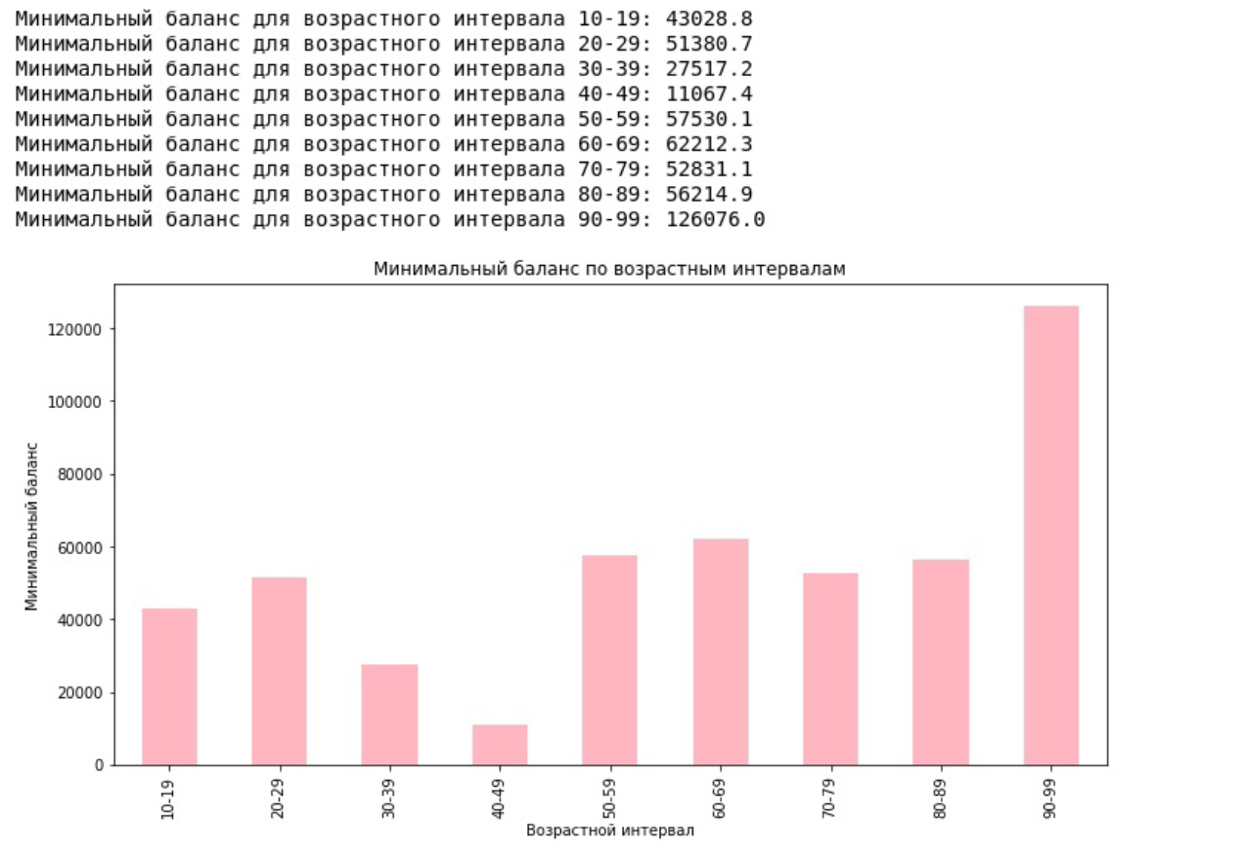 Минимальный баланс для возрастного интервала 10-19: 43028.8
Минимальный баланс для возрастного интервала 20-29: 51380.7
Минимальный баланс для возрастного интервала 30-39: 27517.2
Минимальный баланс для возрастного интервала 40-49: 11067.4
Минимальный баланс для возрастного интервала 50-59: 57530.1
Минимальный баланс для возрастного интервала 60-69: 62212.3
Минимальный баланс для возрастного интервала 70-79: 52831.1
Минимальный баланс для возрастного интервала 80-89: 56214.9
Минимальный баланс для возрастного интервала 90-99: 126076.0
Минимальный баланс по возрастным интервалам
Минимальный баланс
120000
100000
80000
60000
40000
20000
0
10-19
20-29
30-39
40-49
50-59
60-69
70-79
80-89
90-99
Возрастной интервал